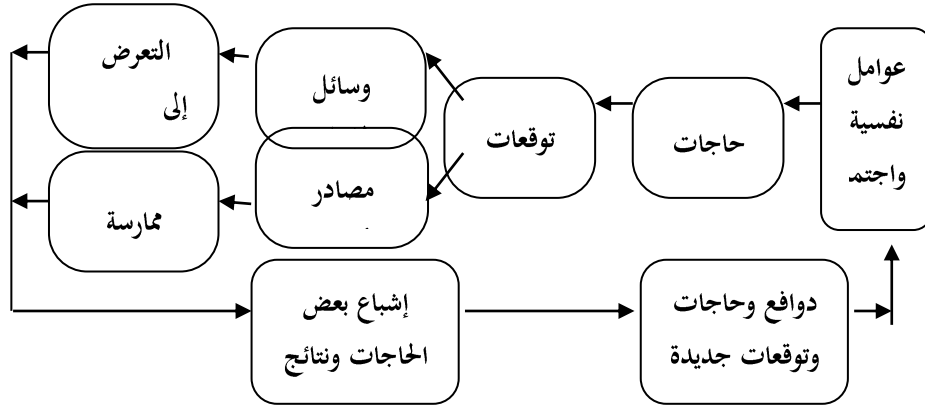 عوامل
نفسية
واجتم
حاجات
توقعات
وسائل
مصادر
التعرض
إلى
ممارسة
إشباع بعض
الحاجات ونتائج
دوافع وحاجات
وتوقعات جديدة